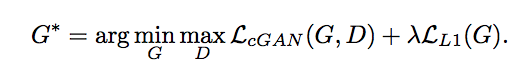 G* = arg min_G max_D ℒ_cGAN(G, D) + λℒ_L1(G).